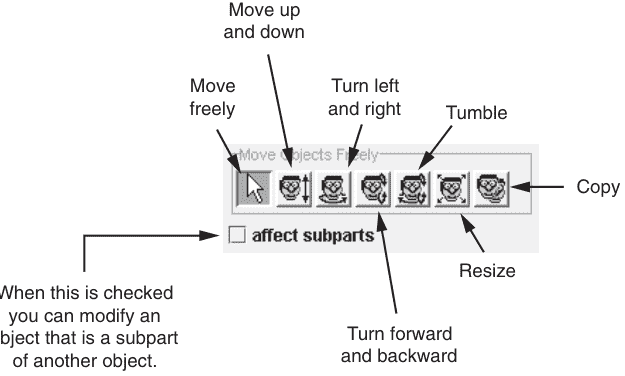 Move up
and down
Move
freely
Turn left
and right
Tumble
Move Objects Freely
Copy
affect subparts
Resize
When this is checked
you can modify an
bject that is a subpart
of another object.
Turn forward
and backward